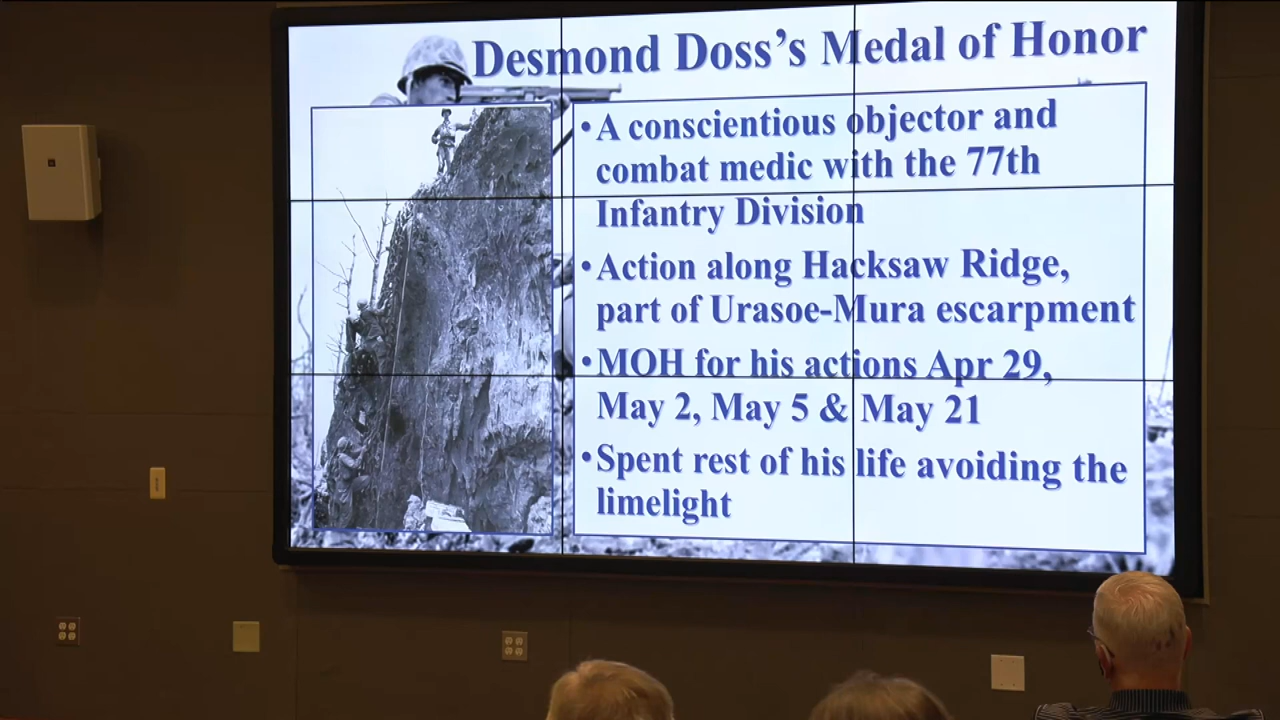 Desmond Doss's Medal of Honor
• A conscientious objector and
combat medic with the 77th
Infantry Division
• Action along Hacksaw Ridge,
part of Urasoe-Mura escarpment
• MOH for his actions Apr 29,
May 2, May 5 & May 21
• Spent rest of his life avoiding the
limelight